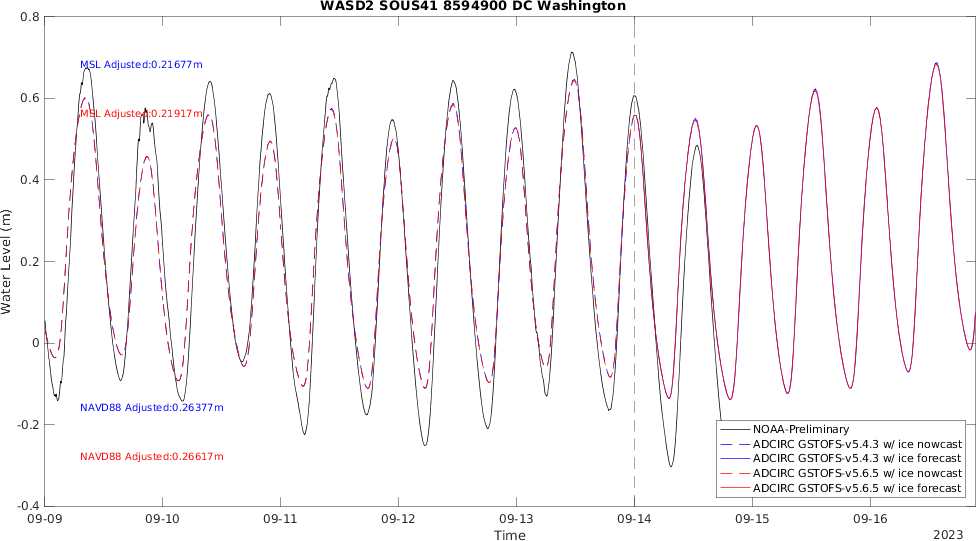 WASD2 SOUS41 8594900 DC Washington
0.8
MSL Adjusted:0.21677m
0.6
MSL Adjusted:0.21917m
0.4
Water Level (m)
0.2
0
NAVD88 Adjusted:0.26377m
-0.2
NAVD88 Adjusted:0.26617m
-0.4
NOAA-Preliminary
ADCIRC GSTOFS-v5.4.3 w/ ice nowcast
ADCIRC GSTOFS-v5.4.3 w/ ice forecast
ADCIRC GSTOFS-v5.6.5 w/ ice nowcast
ADCIRC GSTOFS-v5.6.5 w/ ice forecast
09-09 09-10 09-11 09-12 09-13 09-14 09-15 09-16
Time
2023